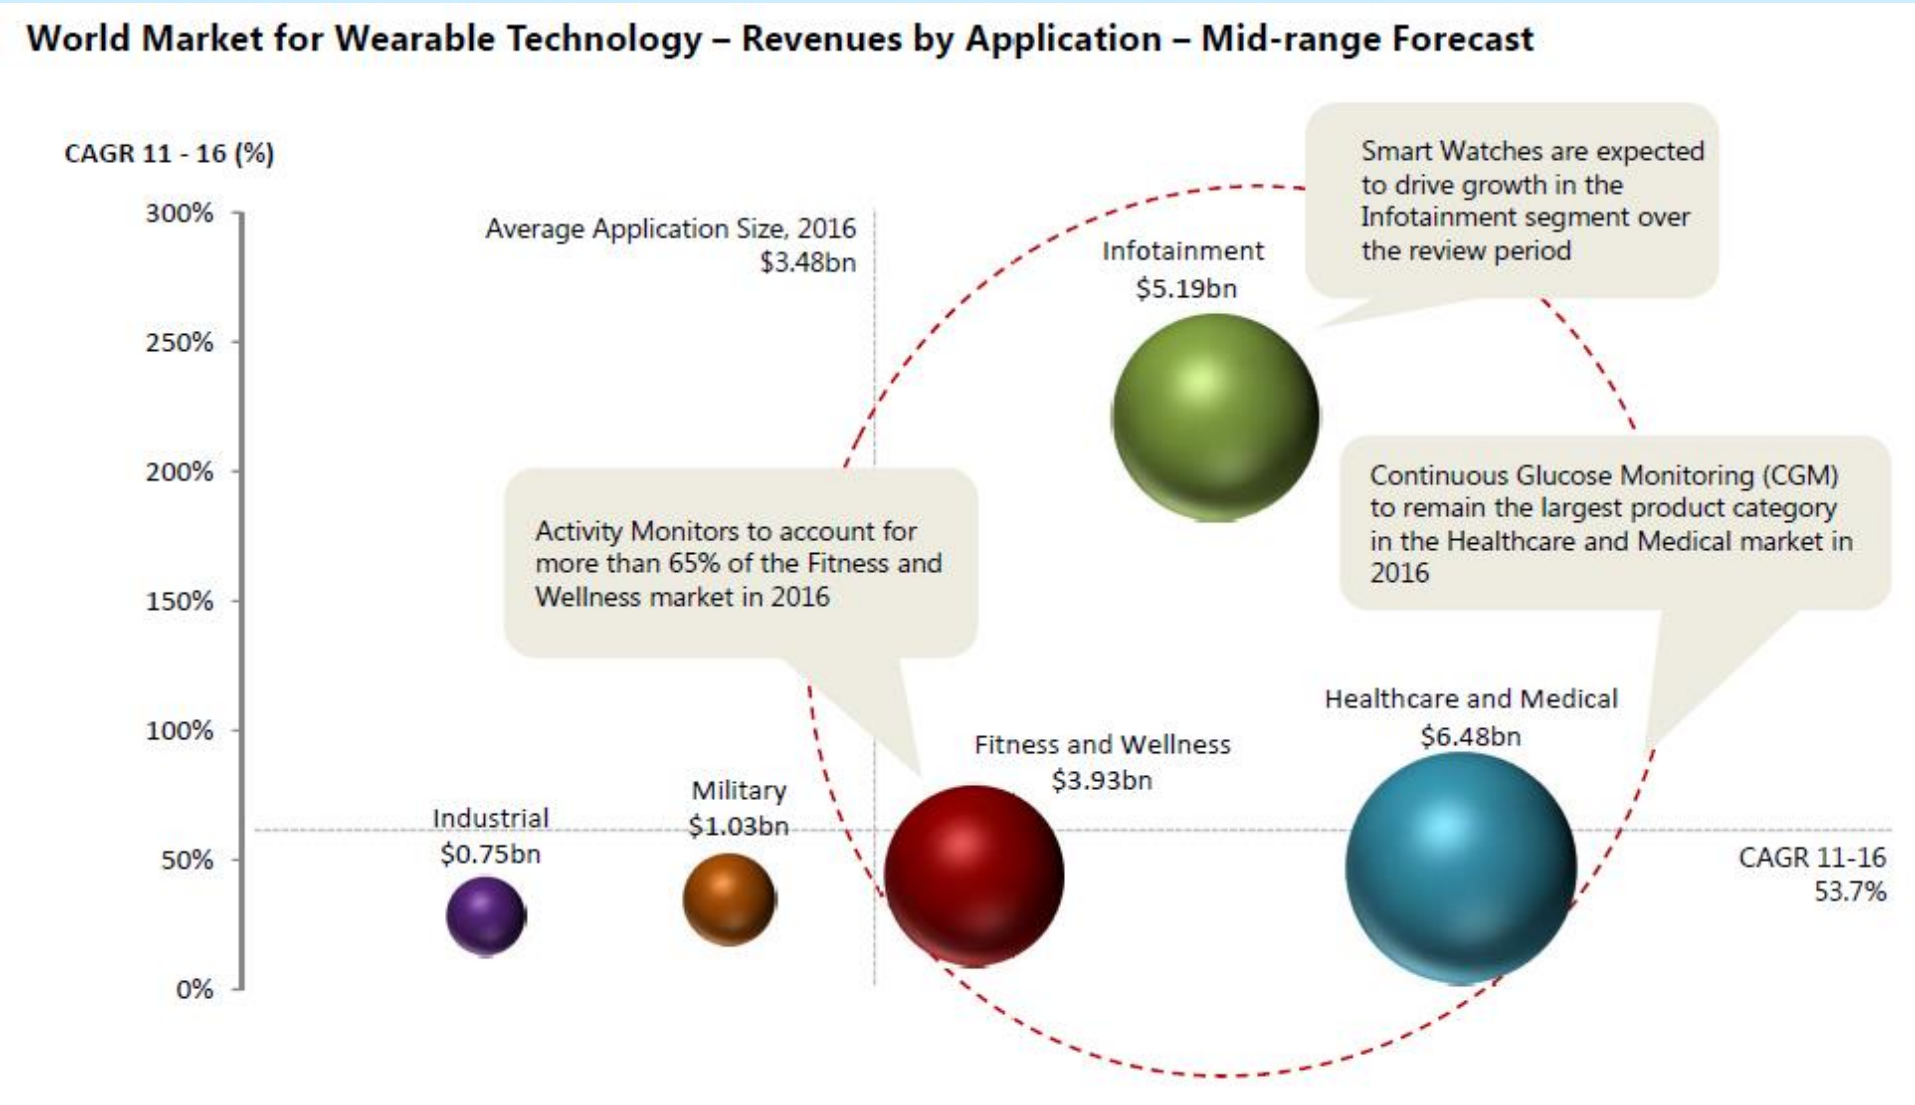 World Market for Wearable Technology – Revenues by Application – Mid-range Forecast
CAGR 11 - 16 (%)
300%
250%
200%
150%
100%
50%
0%
Average Application Size, 2016
$3.48bn
Infotainment
$5.19bn
Smart Watches are expected
to drive growth in the
Infotainment segment over
the review period
Activity Monitors to account for
more than 65% of the Fitness and
Wellness market in 2016
Continuous Glucose Monitoring (CGM)
to remain the largest product category
in the Healthcare and Medical market in
2016
Industrial
$0.75bn
Military
$1.03bn
Fitness and Wellness
$3.93bn
Healthcare and Medical
$6.48bn
CAGR 11-16
53.7%